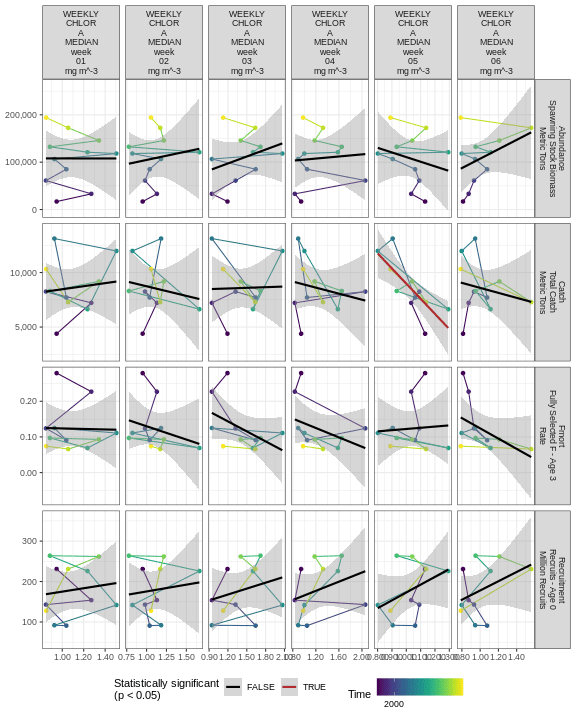 WEEKLY CHLOR A MEDIAN week 01 mg m^-3
WEEKLY CHLOR A MEDIAN week 02 mg m^-3
WEEKLY CHLOR A MEDIAN week 03 mg m^-3
WEEKLY CHLOR A MEDIAN week 04 mg m^-3
WEEKLY CHLOR A MEDIAN week 05 mg m^-3
WEEKLY CHLOR A MEDIAN week 06 mg m^-3
200,000
100,000
0
Abundance
Spawning Stock Biomass
Metric Tons
10,000
5,000
Catch
Total Catch
Metric Tons
0.20
0.10
0.00
Fmort
Fully Selected F - Age 3
Rate
300
200
100
Recruitment
Recruits - Age 0
Million Recruits
1.00 1.20 1.40
0.75 1.00 1.25 1.50
0.90 1.20 1.50 1.80
1.20 1.60 2.00
0.80 1.00 1.20 1.40
Statistically significant
(p < 0.05)
FALSE
TRUE
Time
2000